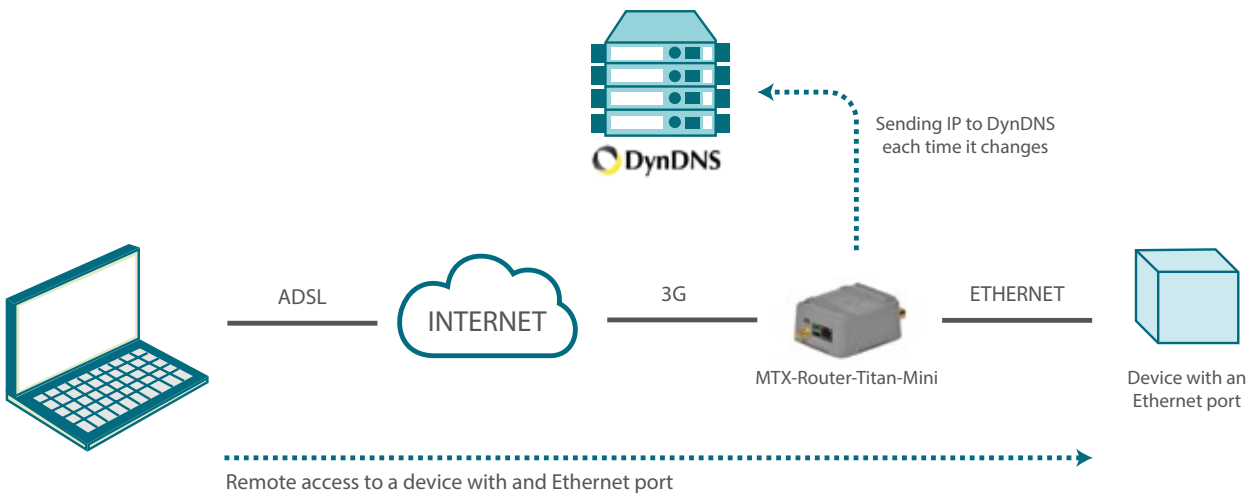 Sending IP to DynDNS
each time it changes
DynDNS
ADSL
INTERNET
3G
ETHERNET
MTX-Router-Titan-Mini
Device with an
Ethernet port
Remote access to a device with and Ethernet port